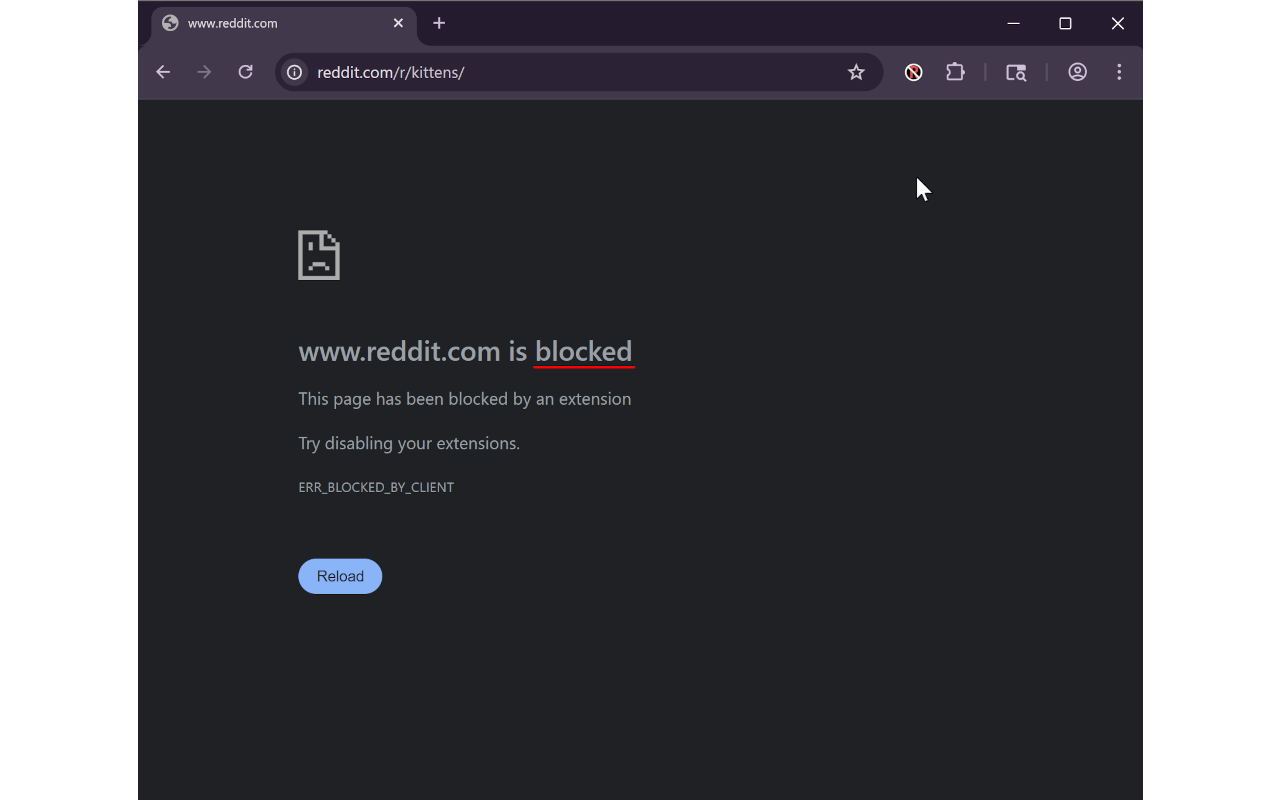 www.reddit.com
reddit.com/r/kittens/
www.reddit.com is blocked
This page has been blocked by an extension
Try disabling your extensions.
ERR_BLOCKED_BY_CLIENT
Reload